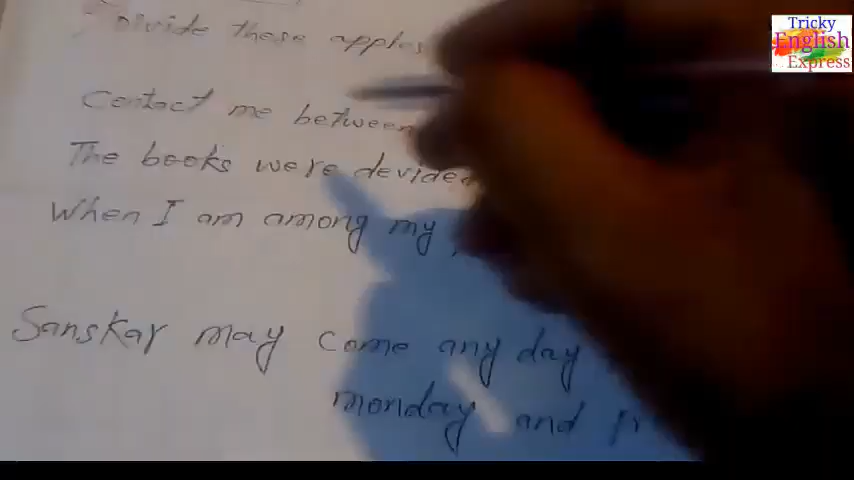 Divide these apples
Contact me between
The books were devided
When I am among my
Sanskar may come any day
monday and
Tricky
English
Express